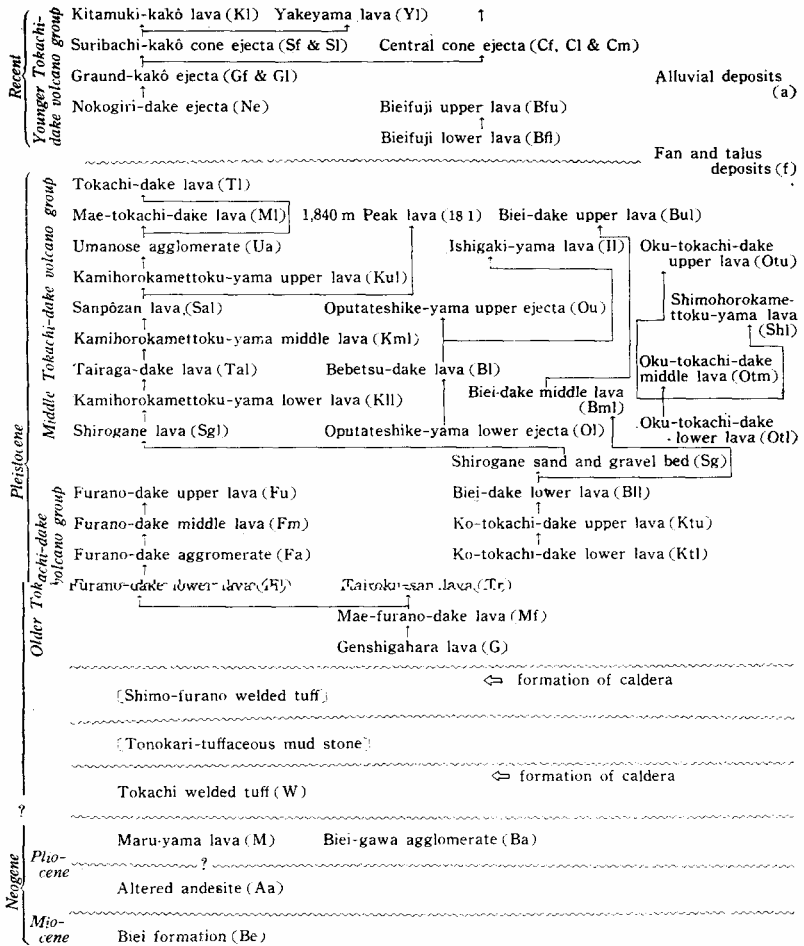 Kitamuki-kakô lava (Kl) Yakeyama lava (Yl)
Suribachi-kakô cone ejecta (Sf & Sl) Central cone ejecta (Cf, Cl & Cm)
Graund-kakô ejecta (Gf & Gl) Alluvial deposits
(a)
Nokogiri-dake ejecta (Ne) Bieifuji upper lava (Bfu)
Bieifuji lower lava (Bfl)
Fan and talus
deposits (f)
Recent
Younger Tokachi-
dake volcano group
Tokachi-dake lava (Tl)
Mae-tokachi-dake lava (Ml) 1,840 m Peak lava (18 l) Biei-dake upper lava (Bul)
Umanose agglomerate (Ua) Ishigaki-yama lava (Il) Oku-tokachi-dake
upper lava (Otu)
Kamihorokamettoku-yama upper lava (Kul)
Sanpôzan lava (Sal) Oputateshike-yama upper ejecta (Ou) Shimohorokame-
ttoku-yama lava
(Shl)
Kamihorokamettoku-yama middle lava (Kml)
Tairaga-dake lava (Tal) Bebetsu-dake lava (Bl) Oku-tokachi-dake
middle lava (Otm)
Kamihorokamettoku-yama lower lava (Kll) Biei-dake middle lava
(Bml)
Shirogane lava (Sgl) Oputateshike-yama lower ejecta (Ol) Oku-tokachi-dake
lower lava (Otl)
Shirogane sand and gravel bed (Sg)
Middle Tokachi-dake volcano group
Pleistocene
Furano-dake upper lava (Fu) Biei-dake lower lava (Bll)
Furano-dake middle lava (Fm) Ko-tokachi-dake upper lava (Ktu)
Furano-dake aggromerate (Fa) Ko-tokachi-dake lower lava (Ktl)
Furano-dake lower lava
Mae-furano-dake lava (Mf)
Genshigahara lava (G)
Older Tokachi-dake
volcano group
⇦ formation of caldera
[Shimo-furano welded tuff]
[Tonokari-tuffaceous mud stone]
⇦ formation of caldera
Tokachi welded tuff (W)
?
Maru-yama lava (M) Biei-gawa agglomerate (Ba)
?
Altered andesite (Aa)
Biei formation (Be)
Neogene
Plio-
cene
Mio-
cene